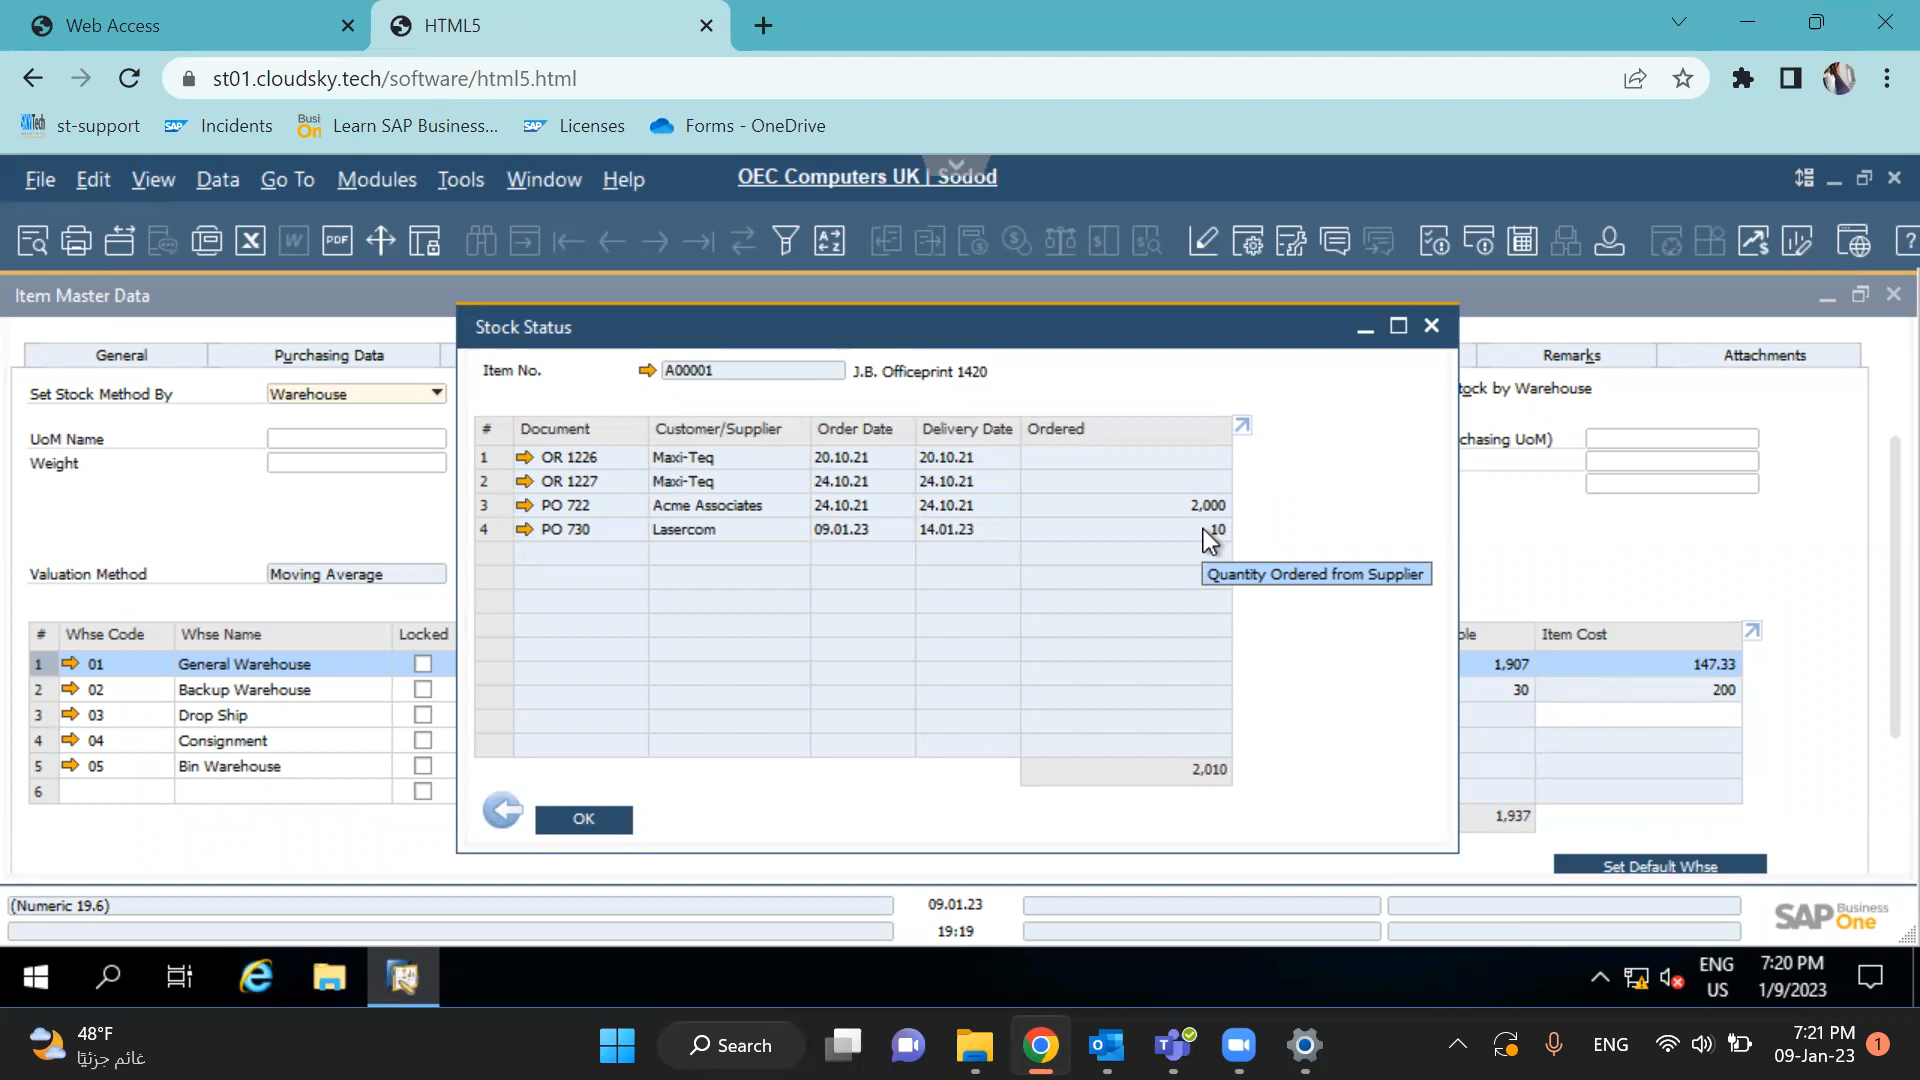 Web Access
HTML5
st01.cloudsky.tech/software/html5.html
st-support
Incidents
Busi On
Learn SAP Business...
Licenses
Forms - OneDrive
File Edit View Data Go To Modules Tools Window Help
OEC Computers UK | Sodod
Item Master Data
General
Purchasing Data
Remarks
Attachments
Set Stock Method By Warehouse
UoM Name
Weight
Valuation Method Moving Average
# Whse Code Whse Name Locked
1 01 General Warehouse
2 02 Backup Warehouse
3 03 Drop Ship
4 04 Consignment
5 05 Bin Warehouse
6
Stock Status
Item No. A00001 J.B. Officeprint 1420
# Document Customer/Supplier Order Date Delivery Date Ordered
1 OR 1226 Maxi-Teq 20.10.21 20.10.21
2 OR 1227 Maxi-Teq 24.10.21 24.10.21
3 PO 722 Acme Associates 24.10.21 24.10.21 2,000
4 PO 730 Lasercom 09.01.23 14.01.23 10
Quantity Ordered from Supplier
2,010
OK
tock by Warehouse
chasing UoM)
ble Item Cost
1,907 147.33
30 200
1,937
Set Default Whse
(Numeric 19.6)
09.01.23
19:19
SAP Business One
ENG
US
7:20 PM
1/9/2023
48°F
غائم جزئيًا
Search
ENG
7:21 PM
09-Jan-23
1